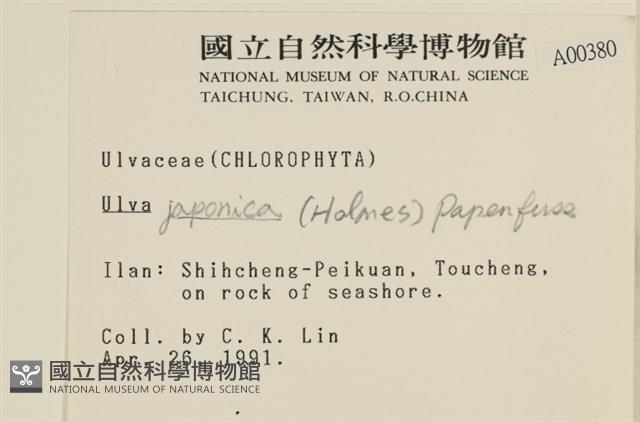 國立自然科學博物館
A00380
NATIONAL MUSEUM OF NATURAL SCIENCE
TAICHUNG, TAIWAN, R.O.CHINA
Ulvaceae(CHLOROPHYTA)
Ulva japonica (Holmes) Papenfuss
Ilan: Shihcheng-Peikuan, Toucheng,
on rock of seashore.
Coll. by C. K. Lin
Apr. 26, 1991.
國立自然科學博物館
NATIONAL MUSEUM OF NATURAL SCIENCE